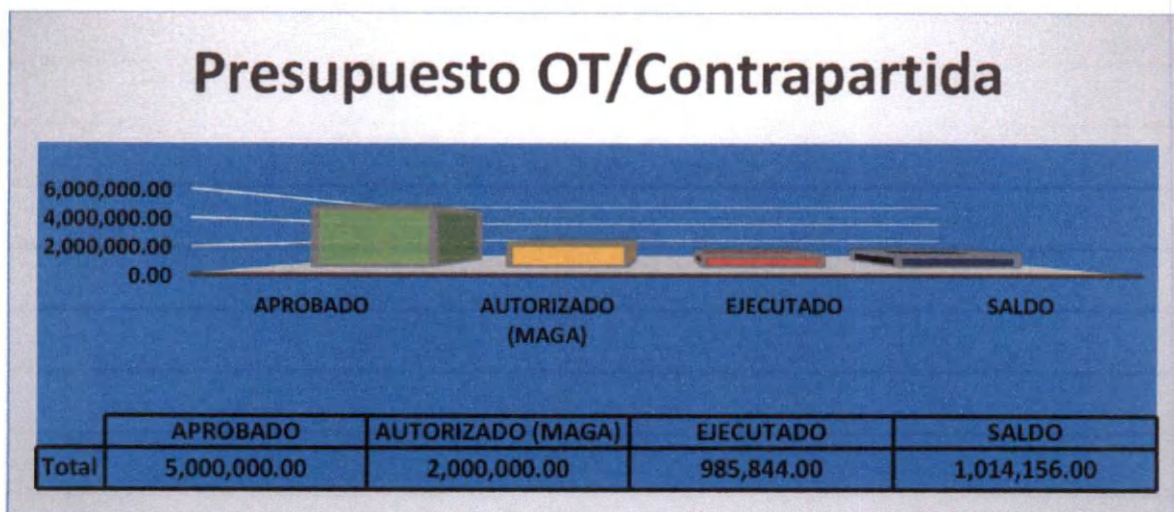 Presupuesto OT/Contrapartida
6,000,000.00
4,000,000.00
2,000,000.00
0.00
APROBADO AUTORIZADO (MAGA) EJECUTADO SALDO
APROBADO AUTORIZADO (MAGA) EJECUTADO SALDO
Total 5,000,000.00 2,000,000.00 985,844.00 1,014,156.00